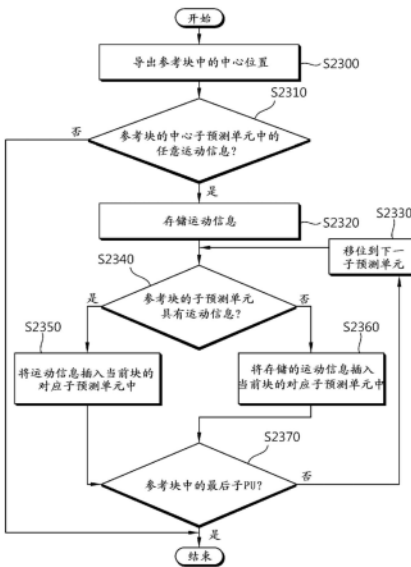 开始
导出参考块中的中心位置
S2300
S2310
否
参考块的中心子预测单元中的
任意运动信息?
是
存储运动信息
S2320
S2330
移位到下一
子预测单元
S2340
是
参考块的子预测单元
具有运动信息?
否
S2350
S2360
将运动信息插入当前块的
对应子预测单元中
将存储的运动信息插入
当前块的对应子预测单元中
S2370
参考块中的最后子PU?
否
是
结束